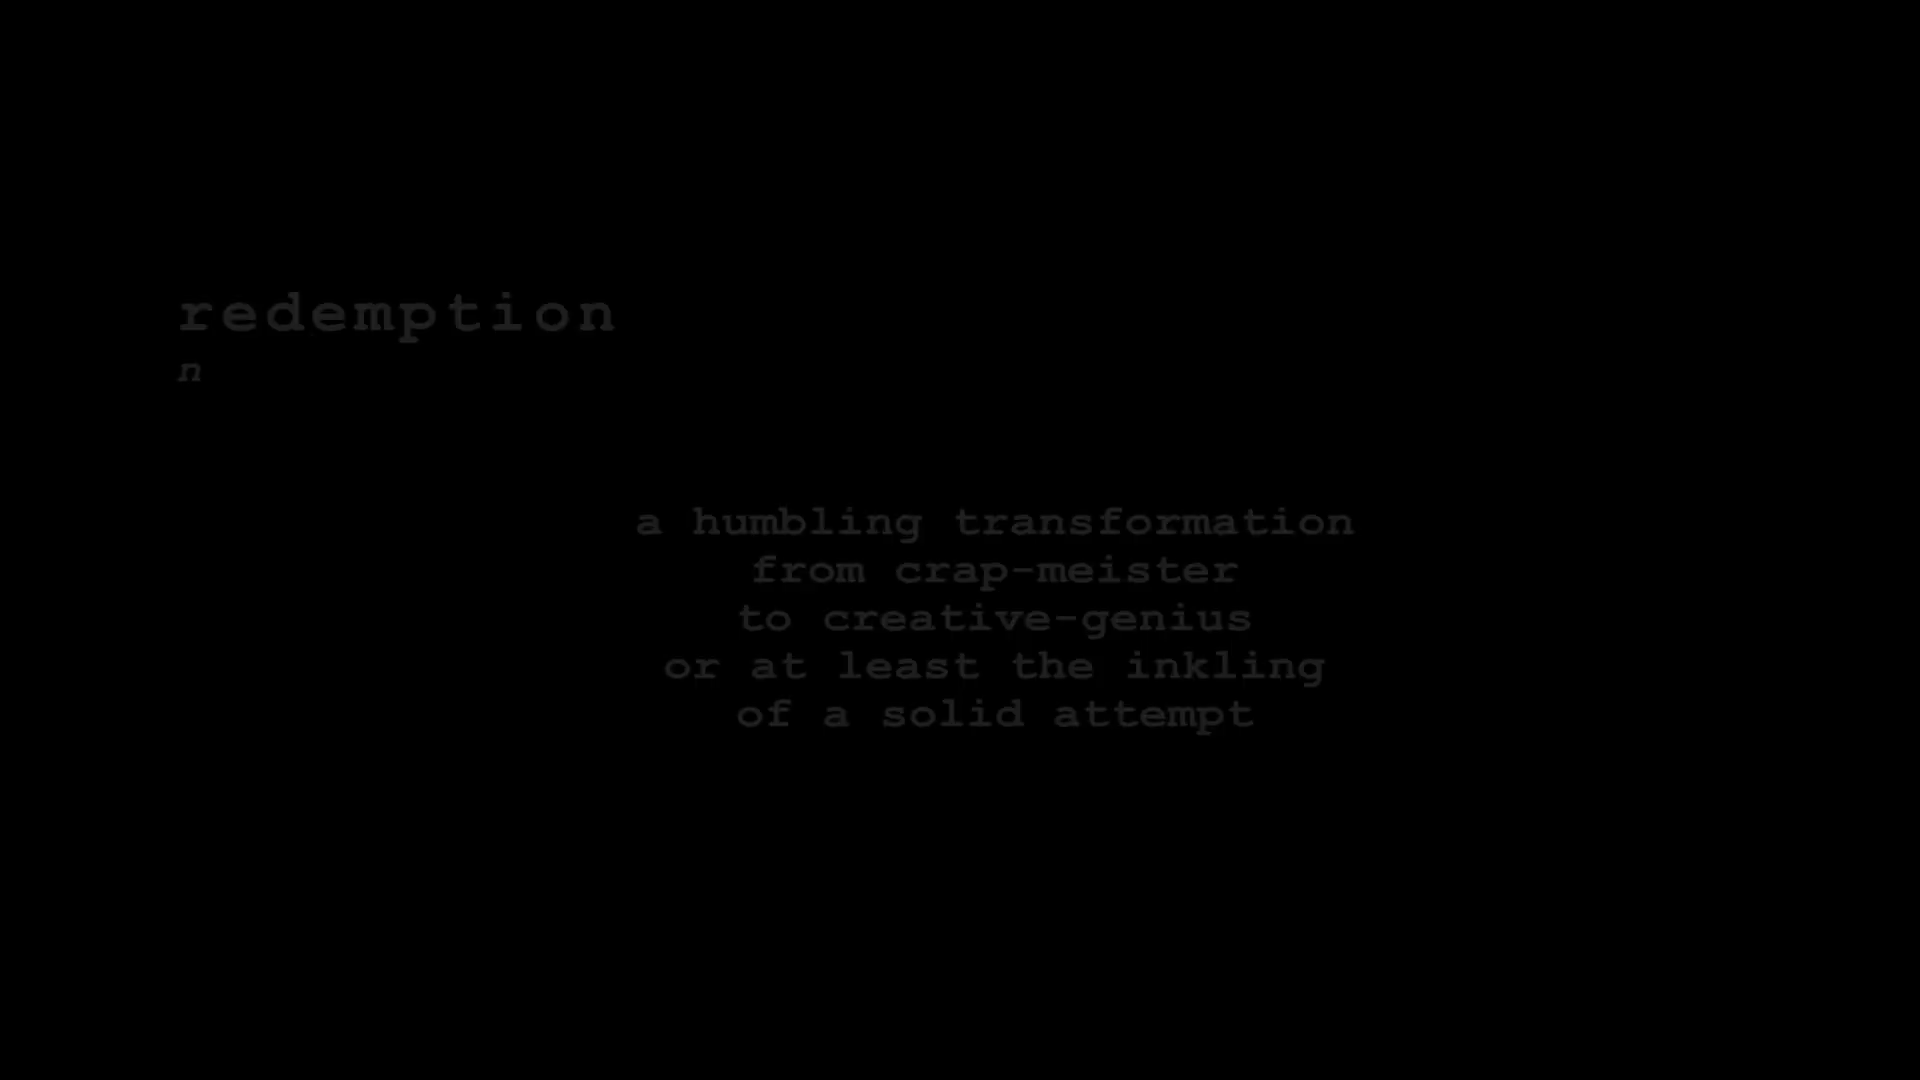 redemption
n
a humbling transformation
from crap-meister
to creative-genius
or at least the inkling
of a solid attempt